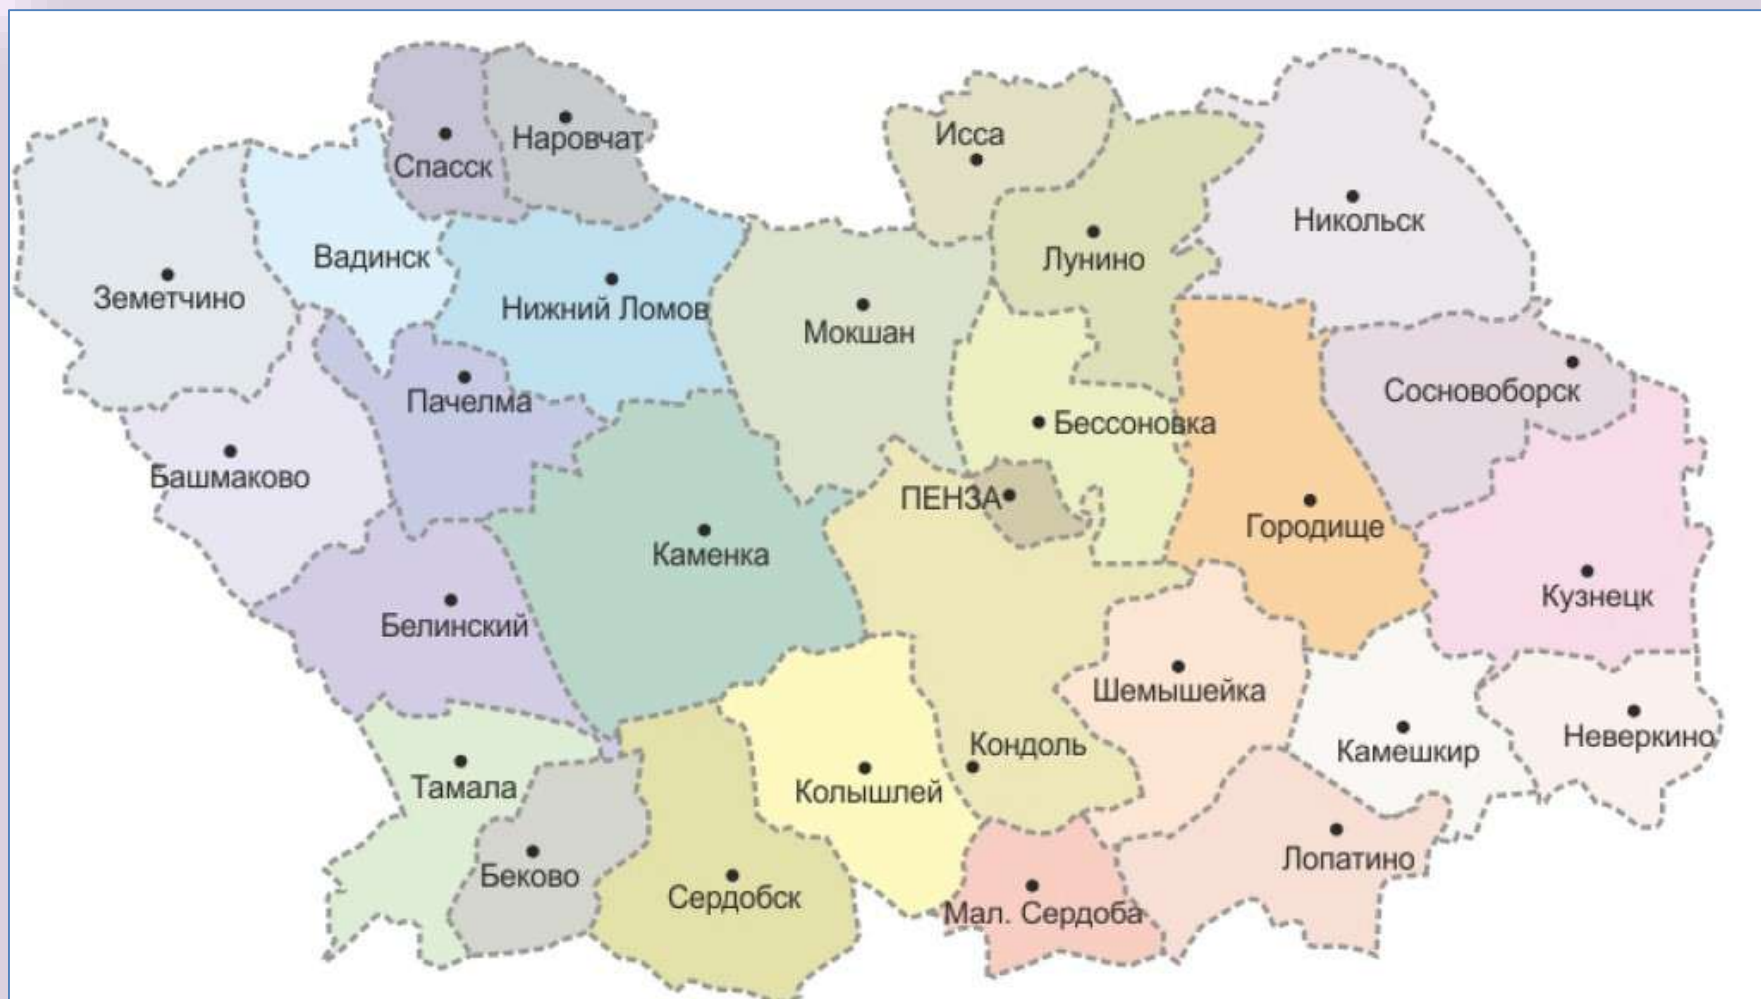 Спасск
Наровчат
Исса
Никольск
Вадинск
Лунино
Земетчино
Нижний Ломов
Мокшан
Пачелма
Сосновоборск
Бессоновка
Башмаково
ПЕНЗА
Городище
Каменка
Кузнецк
Белинский
Шемышейка
Кондоль
Камешкир
Неверкино
Тамала
Колышлей
Беково
Сердобск
Лопатино
Мал. Сердоба